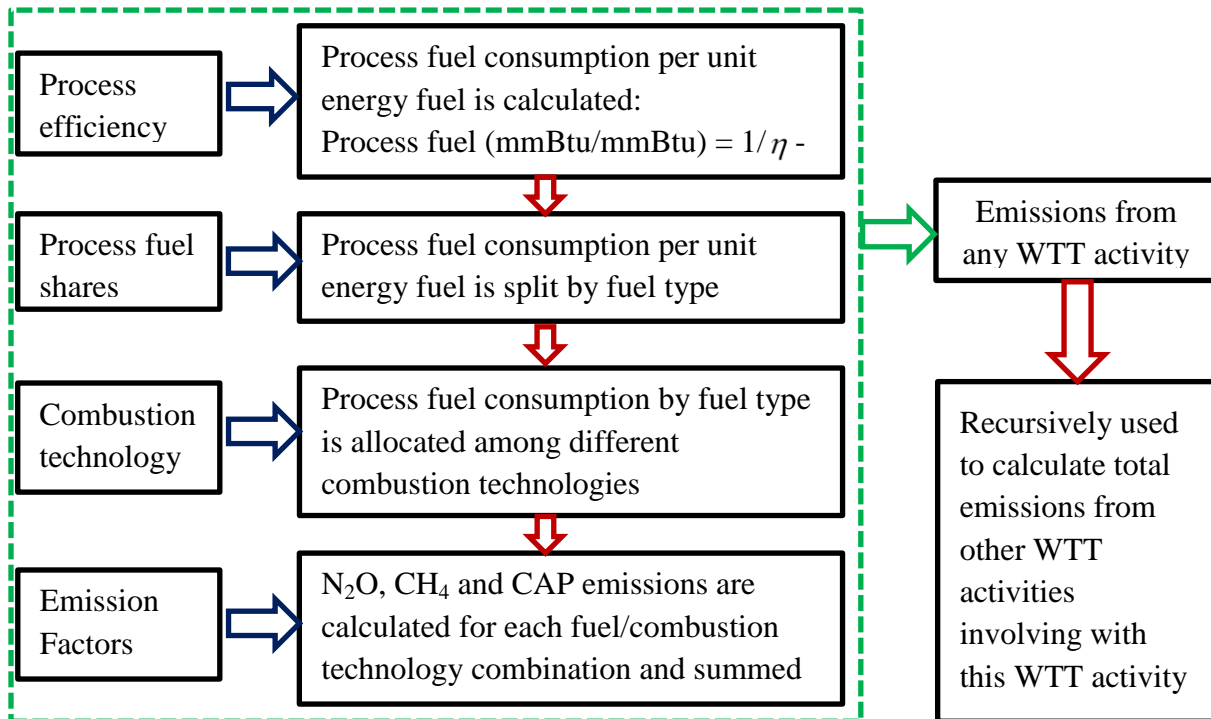 Process
efficiency
Process fuel consumption per unit
energy fuel is calculated:
Process fuel (mmBtu/mmBtu) = 1/ η -
Process fuel
shares
Process fuel consumption per unit
energy fuel is split by fuel type
Combustion
technology
Process fuel consumption by fuel type
is allocated among different
combustion technologies
Emission
Factors
N₂O, CH₄ and CAP emissions are
calculated for each fuel/combustion
technology combination and summed
Emissions from
any WTT activity
Recursively used
to calculate total
emissions from
other WTT
activities
involving with
this WTT activity